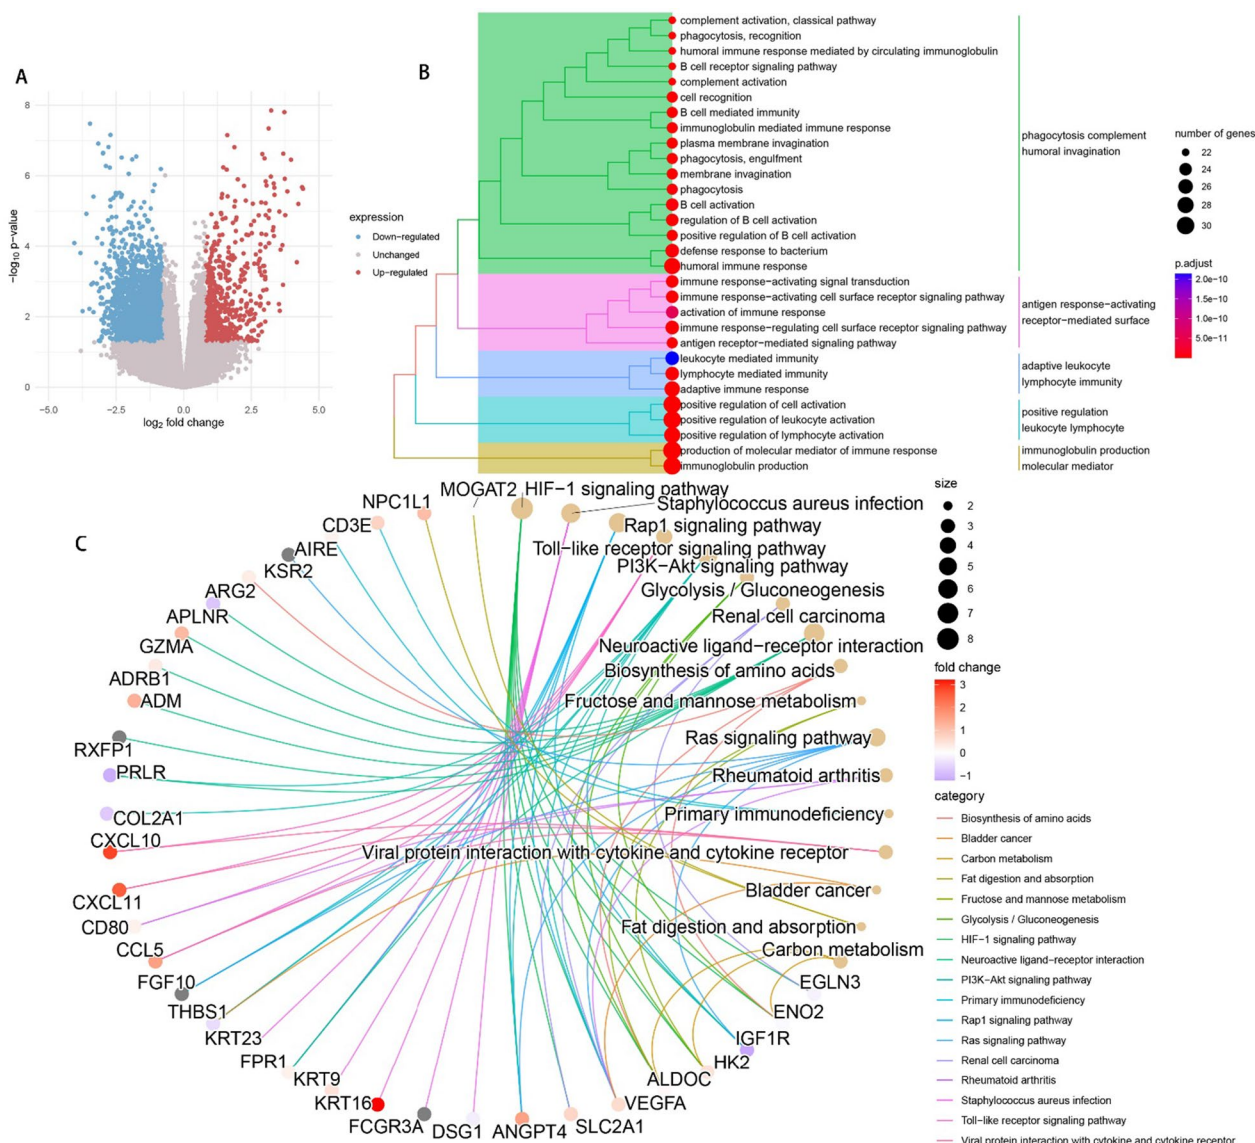 A
8
6
4
2
0
−log10 p-value
−5.0
−2.5
0.0
2.5
5.0
log2 fold change
expression
Down-regulated
Unchanged
Up-regulated
B
complement activation, classical pathway
phagocytosis, recognition
humoral immune response mediated by circulating immunoglobulin
B cell receptor signaling pathway
complement activation
cell recognition
B cell mediated immunity
immunoglobulin mediated immune response
plasma membrane invagination
phagocytosis, engulfment
membrane invagination
phagocytosis
B cell activation
regulation of B cell activation
positive regulation of B cell activation
defense response to bacterium
humoral immune response
immune response−activating signal transduction
immune response−activating cell surface receptor signaling pathway
activation of immune response
immune response−regulating cell surface receptor signaling pathway
antigen receptor−mediated signaling pathway
leukocyte mediated immunity
lymphocyte mediated immunity
adaptive immune response
positive regulation of cell activation
positive regulation of leukocyte activation
positive regulation of lymphocyte activation
production of molecular mediator of immune response
immunoglobulin production
phagocytosis complement
humoral invagination
antigen response−activating
receptor−mediated surface
adaptive leukocyte
lymphocyte immunity
positive regulation
leukocyte lymphocyte
immunoglobulin production
molecular mediator
number of genes
22
24
26
28
30
p.adjust
2.0e−10
1.5e−10
1.0e−10
5.0e−11
C
MOGAT2
NPC1L1
CD3E
AIRE
KSR2
ARG2
APLNR
GZMA
ADRB1
ADM
RXFP1
PRLR
COL2A1
CXCL10
CXCL11
CD80
CCL5
FGF10
THBS1
KRT23
FPR1
KRT9
KRT16
FCGR3A
DSG1
ANGPT4
SLC2A1
VEGFA
ALDOC
HK2
IGF1R
ENO2
EGLN3
HIF−1 signaling pathway
Staphylococcus aureus infection
Rap1 signaling pathway
Toll−like receptor signaling pathway
PI3K−Akt signaling pathway
Glycolysis / Gluconeogenesis
Renal cell carcinoma
Neuroactive ligand−receptor interaction
Biosynthesis of amino acids
Fructose and mannose metabolism
Ras signaling pathway
Rheumatoid arthritis
Primary immunodeficiency
Viral protein interaction with cytokine and cytokine receptor
Bladder cancer
Fat digestion and absorption
Carbon metabolism
size
2
3
4
5
6
7
8
fold change
3
2
1
0
−1
category
Biosynthesis of amino acids
Bladder cancer
Carbon metabolism
Fat digestion and absorption
Fructose and mannose metabolism
Glycolysis / Gluconeogenesis
HIF−1 signaling pathway
Neuroactive ligand−receptor interaction
PI3K−Akt signaling pathway
Primary immunodeficiency
Rap1 signaling pathway
Ras signaling pathway
Renal cell carcinoma
Rheumatoid arthritis
Staphylococcus aureus infection
Toll−like receptor signaling pathway
Viral protein interaction with cytokine and cytokine receptor